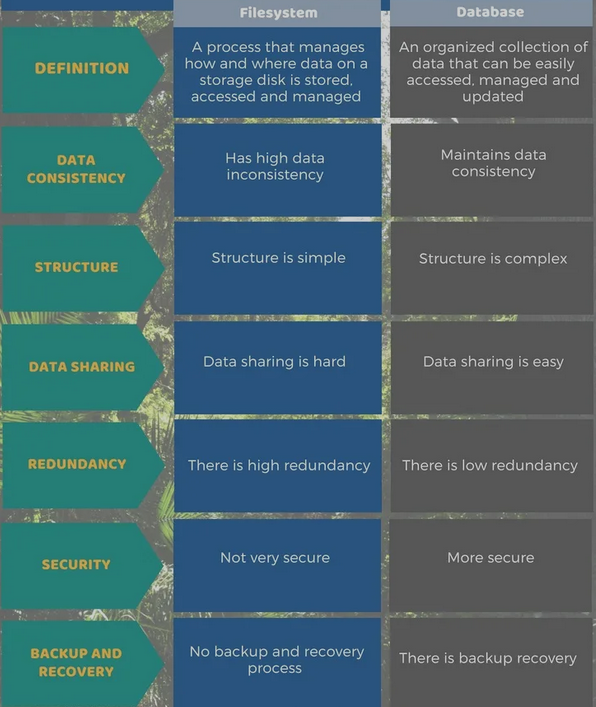 Filesystem
Database
DEFINITION
A process that manages
how and where data on a
storage disk is stored,
accessed and managed
An organized collection of
data that can be easily
accessed, managed and
updated
DATA
CONSISTENCY
Has high data
inconsistency
Maintains data
consistency
STRUCTURE
Structure is simple
Structure is complex
DATA SHARING
Data sharing is hard
Data sharing is easy
REDUNDANCY
There is high redundancy
There is low redundancy
SECURITY
Not very secure
More secure
BACKUP AND
RECOVERY
No backup and recovery
process
There is backup recovery